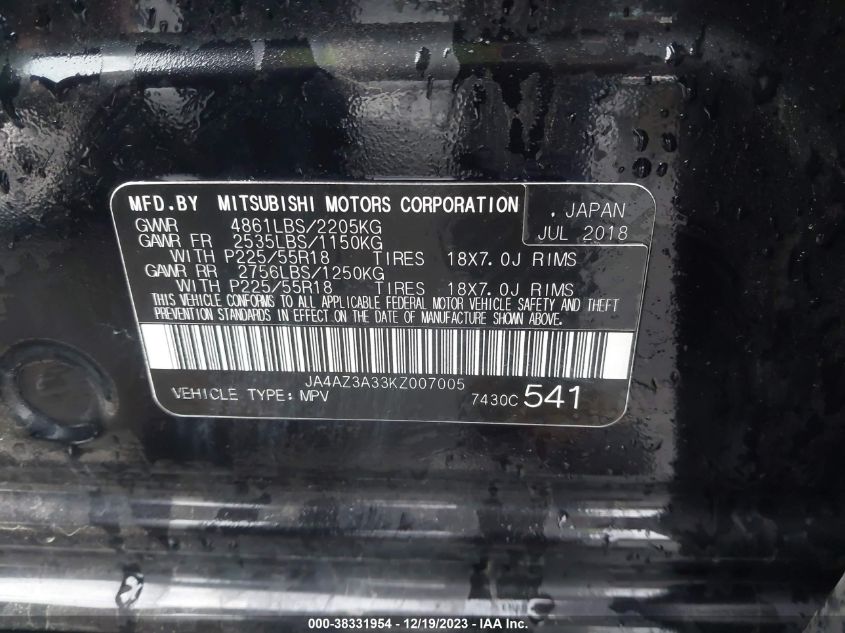 MFD.BY MITSUBISHI MOTORS CORPORATION
. JAPAN
GWWR 4861LBS/2205KG
JUL 2018
GAWR FR 2535LBS/1150KG
WITH P225/55R18 TIRES 18X7.0J RIMS
GAWR RR 2756LBS/1250KG
WITH P225/55R18 TIRES 18X7.0J RIMS
THIS VEHICLE CONFORMS TO ALL APPLICABLE FEDERAL MOTOR VEHICLE SAFETY AND THEFT
PREVENTION STANDARDS IN EFFECT ON THE DATE OF MANUFACTURE SHOWN ABOVE.
JA4AZ3A33KZ007005
VEHICLE TYPE: MPV 7430C 541
000-38331954 - 12/19/2023 - IAA Inc.